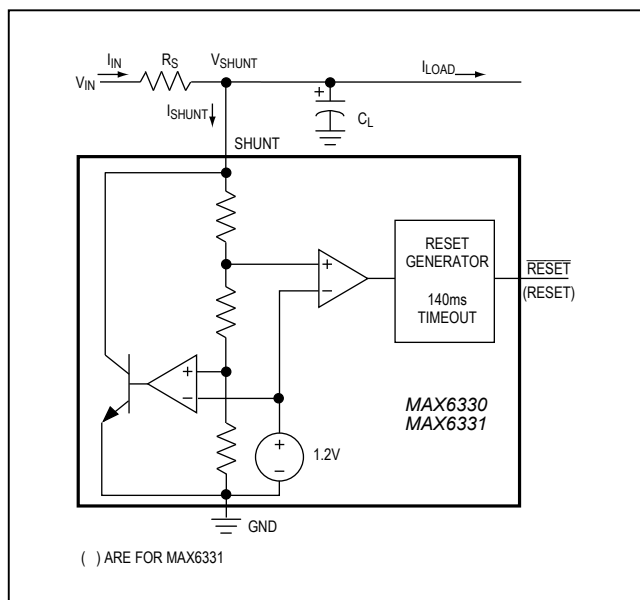 I_IN R_S V_SHUNT I_LOAD
V_IN
I_SHUNT
+
C_L
SHUNT
RESET
GENERATOR
140ms
TIMEOUT
+
−
R̅E̅S̅E̅T̅
(RESET)
+
−
MAX6330
MAX6331
+
−
1.2V
GND
( ) ARE FOR MAX6331